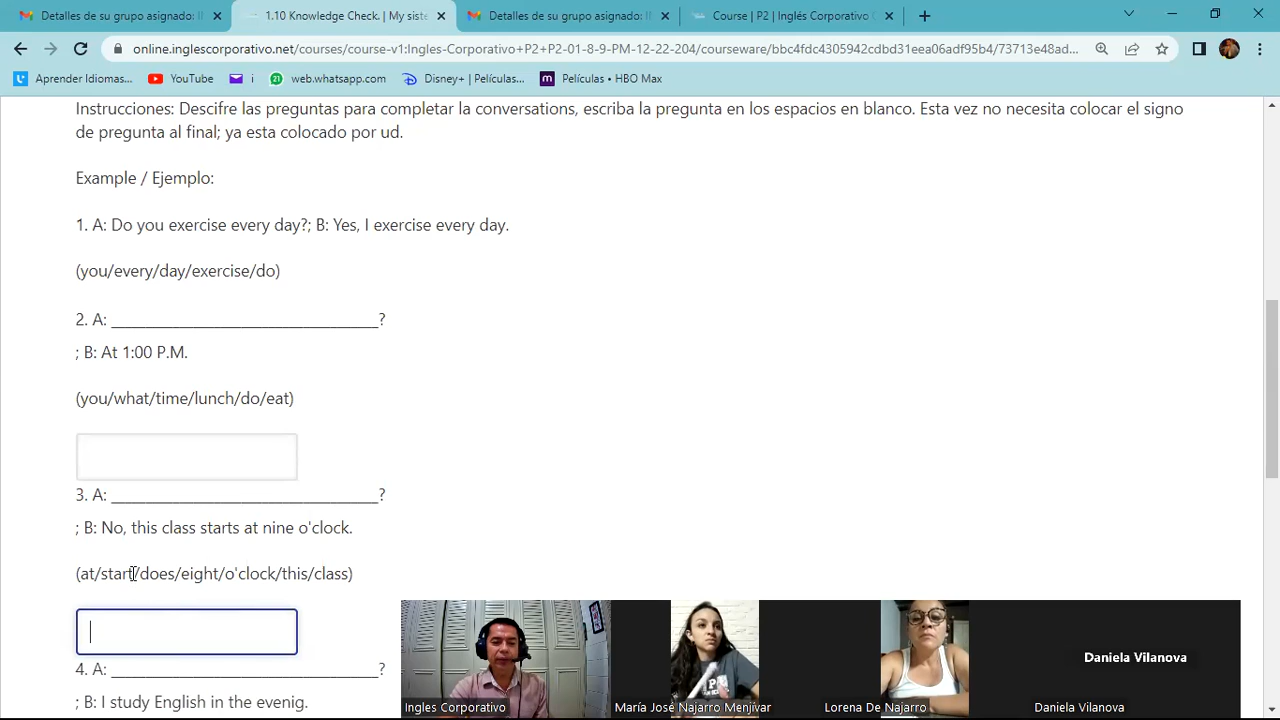 Detalles de su grupo asignado: I
1.10 Knowledge Check. | My siste
Detalles de su grupo asignado: I
Course | P2 | Inglés Corporativo
online.inglescorporativo.net/courses/course-v1:Ingles-Corporativo+P2+P2-01-8-9-PM-12-22-204/courseware/bbc4fdc4305942cdbd31eea06adf95b4/73713e48ad...
Aprender Idiomas...
YouTube
i
web.whatsapp.com
Disney+ | Películas...
Películas • HBO Max
Instrucciones: Descifre las preguntas para completar la conversations, escriba la pregunta en los espacios en blanco. Esta vez no necesita colocar el signo
de pregunta al final; ya esta colocado por ud.
Example / Ejemplo:
1. A: Do you exercise every day?; B: Yes, I exercise every day.
(you/every/day/exercise/do)
2. A: ________________________________?
; B: At 1:00 P.M.
(you/what/time/lunch/do/eat)
3. A: ________________________________?
; B: No, this class starts at nine o'clock.
(at/start/does/eight/o'clock/this/class)
4. A: ________________________________?
; B: I study English in the evenig.
Ingles Corporativo
María José Najarro Menjivar
Lorena De Najarro
Daniela Vilanova
Daniela Vilanova